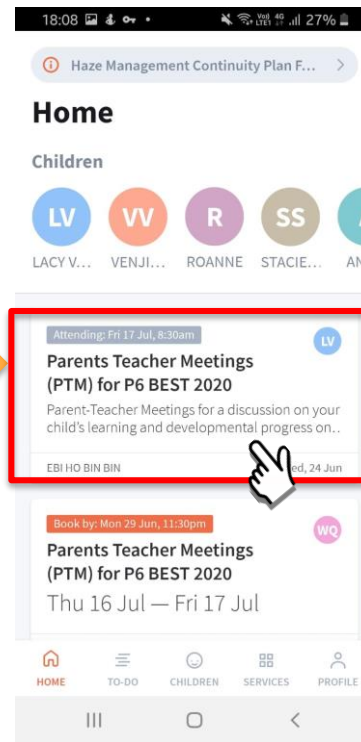 18:08 27%
Haze Management Continuity Plan F...
Home
Children
LV VV R SS
LACY V... VENJI... ROANNE STACIE... AN
Attending: Fri 17 Jul, 8:30am LV
Parents Teacher Meetings
(PTM) for P6 BEST 2020
Parent-Teacher Meetings for a discussion on your
child's learning and developmental progress on..
EBI HO BIN BIN ed, 24 Jun
Book by: Mon 29 Jun, 11:30pm WQ
Parents Teacher Meetings
(PTM) for P6 BEST 2020
Thu 16 Jul — Fri 17 Jul
HOME TO-DO CHILDREN SERVICES PROFILE